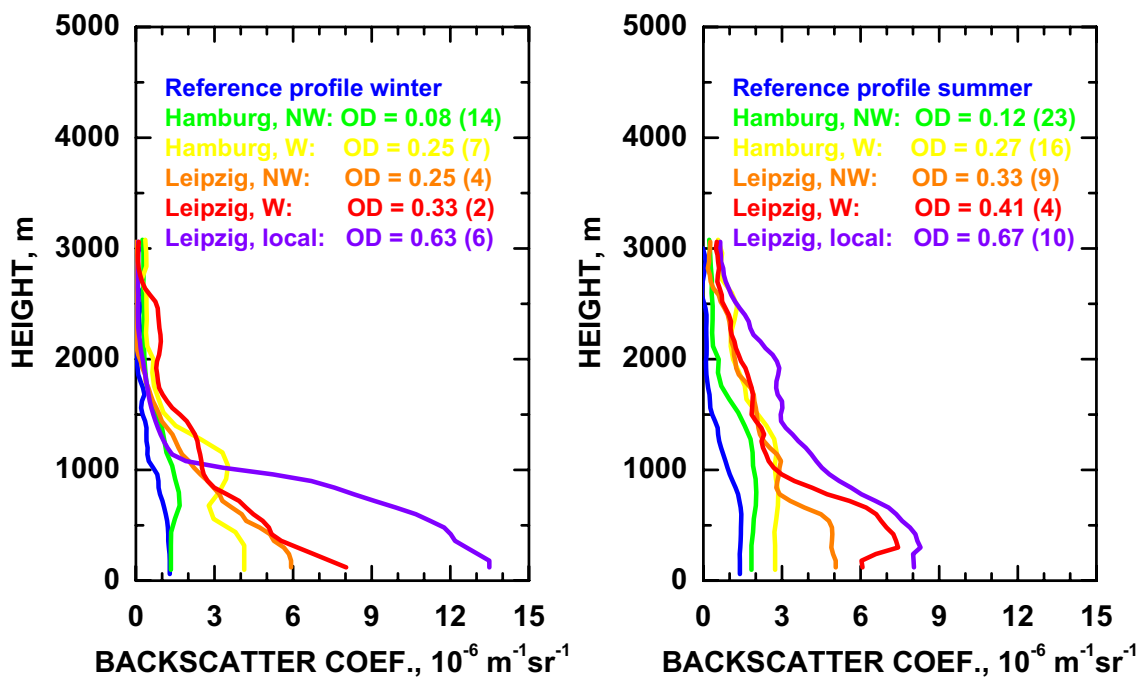 5000
4000
3000
2000
1000
0
HEIGHT, m
Reference profile winter
Hamburg, NW: OD = 0.08 (14)
Hamburg, W: OD = 0.25 (7)
Leipzig, NW: OD = 0.25 (4)
Leipzig, W: OD = 0.33 (2)
Leipzig, local: OD = 0.63 (6)
0 3 6 9 12 15
BACKSCATTER COEF., 10⁻⁶ m⁻¹sr⁻¹
5000
4000
3000
2000
1000
0
HEIGHT, m
Reference profile summer
Hamburg, NW: OD = 0.12 (23)
Hamburg, W: OD = 0.27 (16)
Leipzig, NW: OD = 0.33 (9)
Leipzig, W: OD = 0.41 (4)
Leipzig, local: OD = 0.67 (10)
0 3 6 9 12 15
BACKSCATTER COEF., 10⁻⁶ m⁻¹sr⁻¹